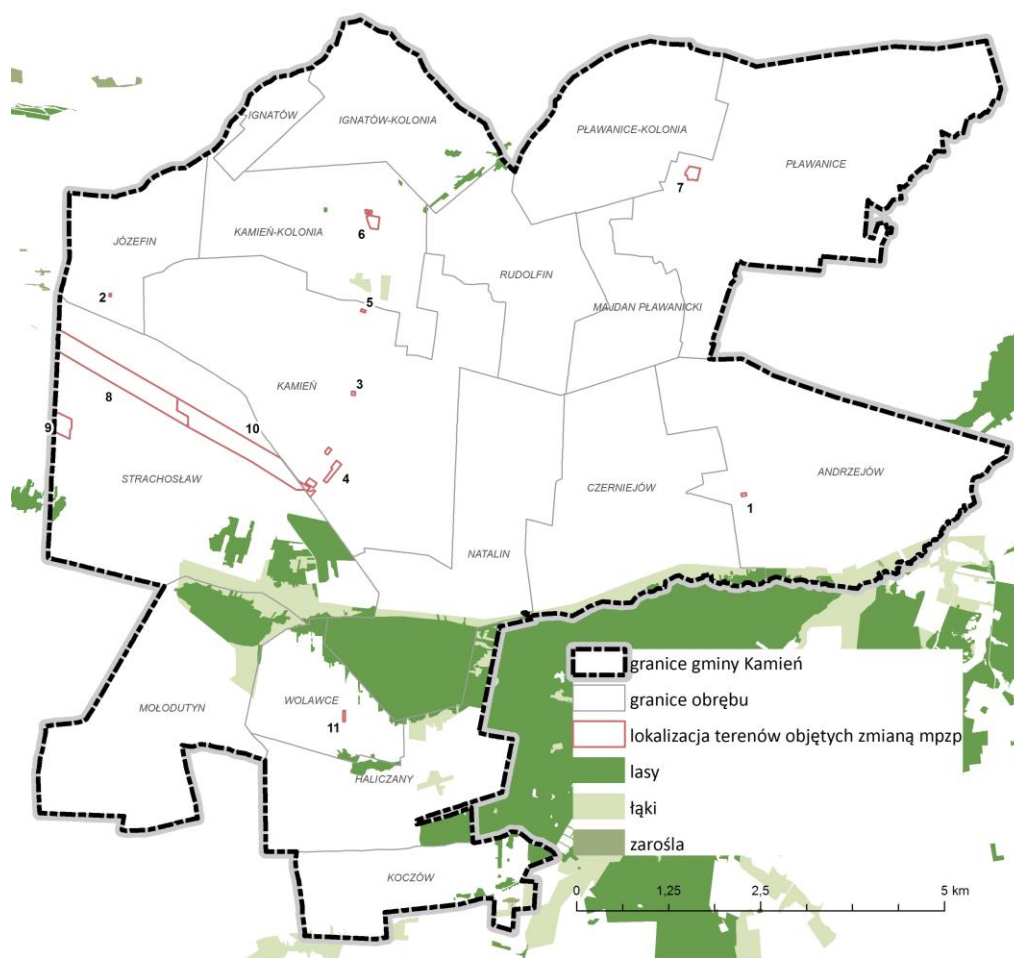 IGNATÓW
IGNATÓW-KOLONIA
PŁAWANICE-KOLONIA
PŁAWANICE
7
JÓZEFIN
KAMIEŃ-KOLONIA
6
RUDOLFIN
2
5
MAJDAN PŁAWANICKI
KAMIEŃ
3
8
9
10
STRACHOSŁAW
4
CZERNIEJÓW
ANDRZEJÓW
1
NATALIN
MOŁODUTYN
WOLAWCE
11
HALICZANY
KOCZÓW
granice gminy Kamień
granice obrębu
lokalizacja terenów objętych zmianą mpzp
lasy
łąki
zarośla
0 1,25 2,5 5 km